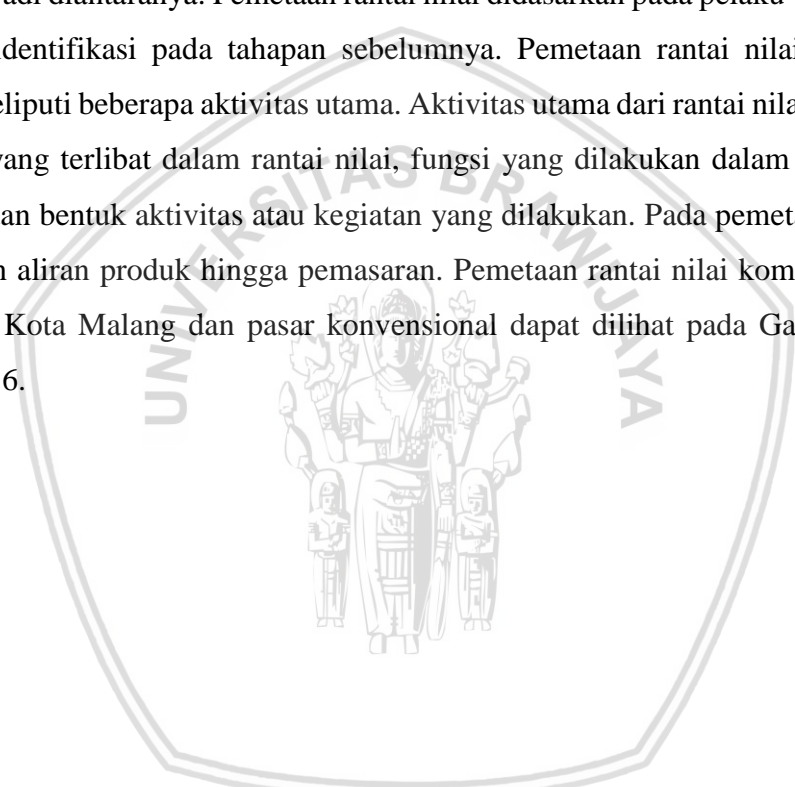 adi diantaranya. Pemetaan rantai nilai didasarkan pada pelaku
identifikasi pada tahapan sebelumnya. Pemetaan rantai nilai
eliputi beberapa aktivitas utama. Aktivitas utama dari rantai nila
yang terlibat dalam rantai nilai, fungsi yang dilakukan dalam
an bentuk aktivitas atau kegiatan yang dilakukan. Pada pemet
aliran produk hingga pemasaran. Pemetaan rantai nilai kom
Kota Malang dan pasar konvensional dapat dilihat pada Ga
6.
UNIVERSITAS BRAWIJAYA